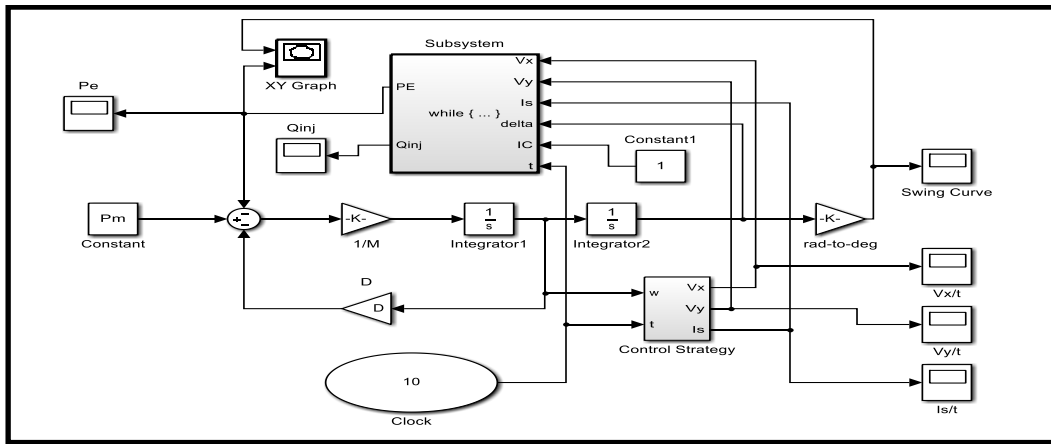 Subsystem
Pe
XY Graph
PE
while { ... }
Qinj
Vx
Vy
Is
delta
IC
t
Qinj
Constant1
1
Swing Curve
Pm
Constant
+
-K-
1/M
1
s
Integrator1
1
s
Integrator2
-K-
rad-to-deg
D
D
w
t
Vx
Vy
Is
Control Strategy
Vx/t
Vy/t
Is/t
10
Clock